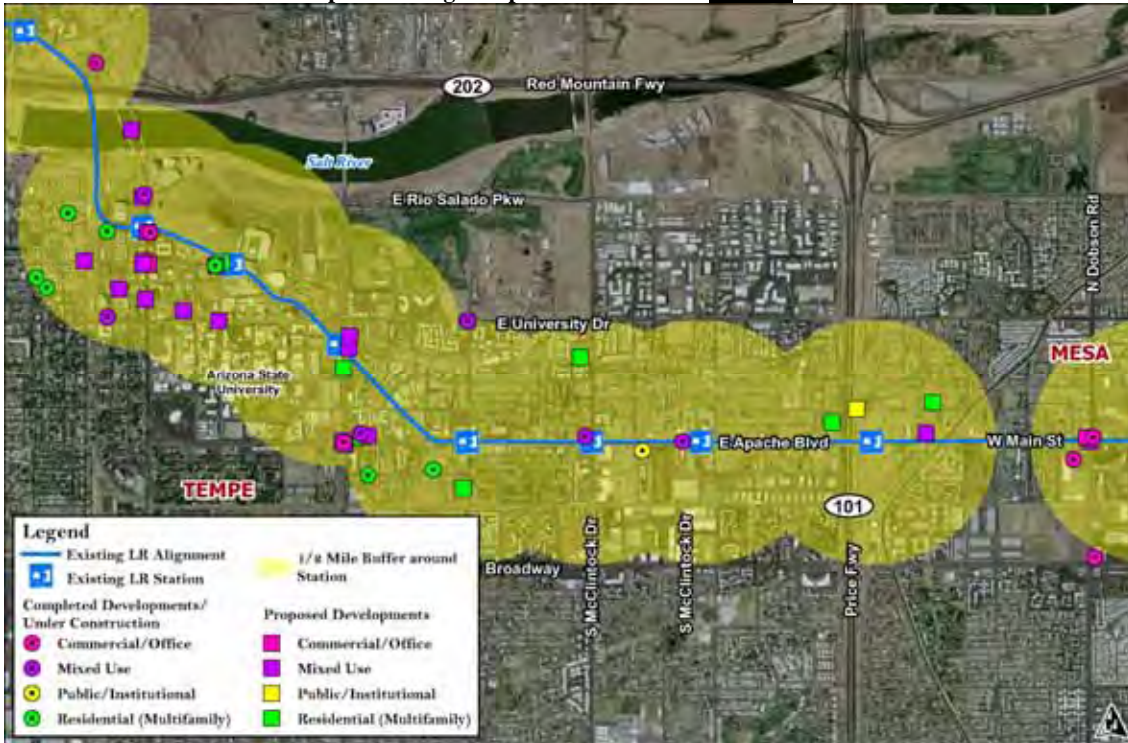 202
Red Mountain Fwy
Salt River
E Rio Salado Pkw
N Dobson Rd
E University Dr
MESA
Arizona State
University
E Apache Blvd
W Main St
TEMPE
101
Broadway
S McClintock Dr
S McClintock Dr
Price Fwy
Legend
Existing LR Alignment
Existing LR Station
1/2 Mile Buffer around
Station
Completed Developments/
Under Construction
Commercial/Office
Mixed Use
Public/Institutional
Residential (Multifamily)
Proposed Developments
Commercial/Office
Mixed Use
Public/Institutional
Residential (Multifamily)